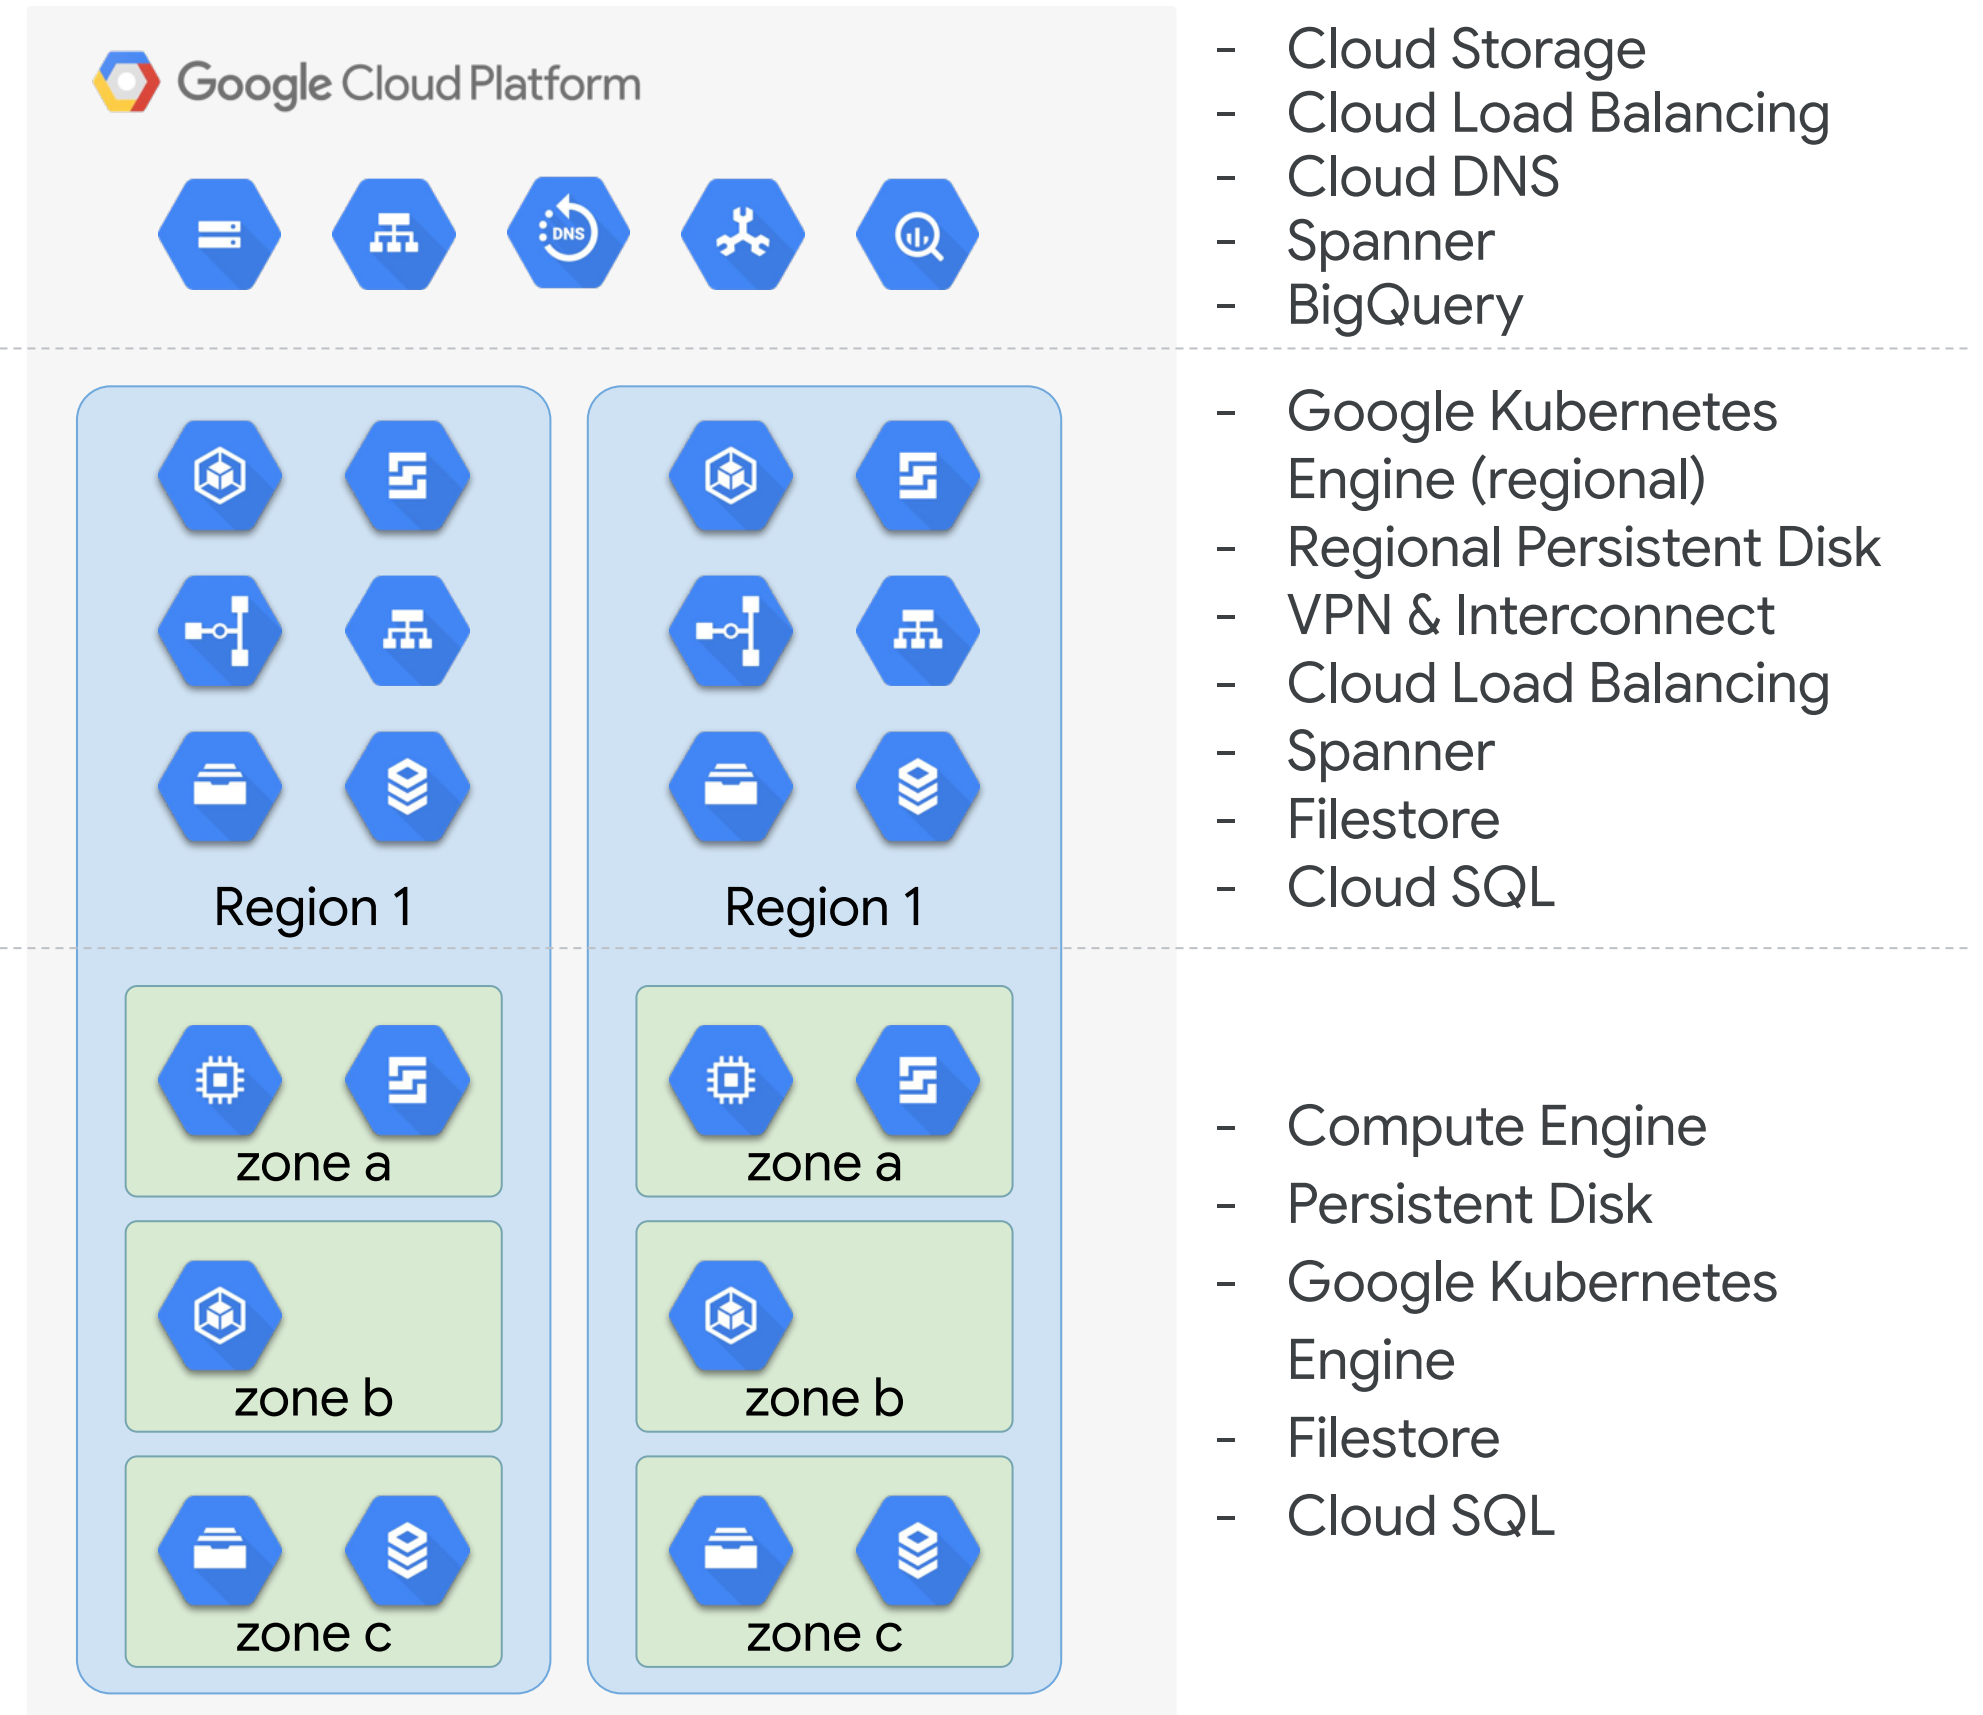 Google Cloud Platform
DNS
- Cloud Storage
- Cloud Load Balancing
- Cloud DNS
- Spanner
- BigQuery
Region 1
Region 1
- Google Kubernetes
Engine (regional)
- Regional Persistent Disk
- VPN & Interconnect
- Cloud Load Balancing
- Spanner
- Filestore
- Cloud SQL
zone a
zone a
zone b
zone b
zone c
zone c
- Compute Engine
- Persistent Disk
- Google Kubernetes
Engine
- Filestore
- Cloud SQL